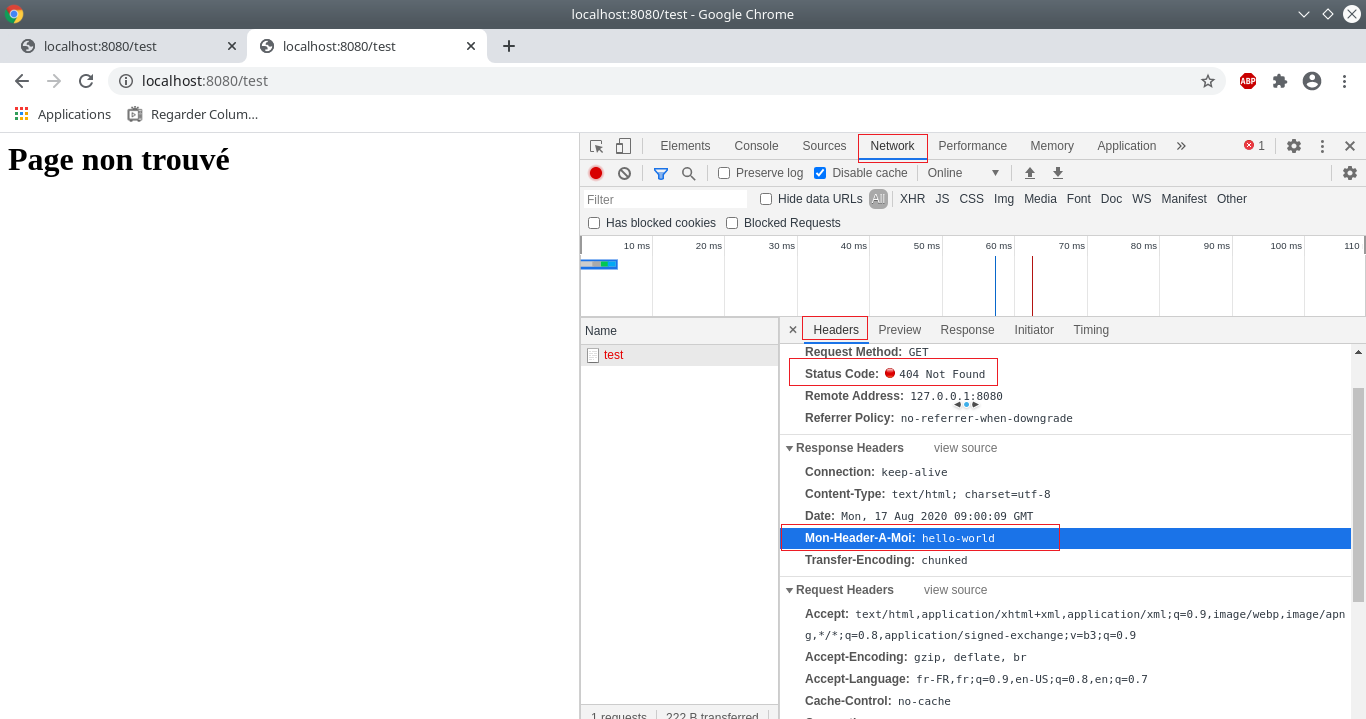 localhost:8080/test - Google Chrome
localhost:8080/test
localhost:8080/test
localhost:8080/test
ABP
Applications
Regarder Colum…
Page non trouvé
Elements Console Sources Network Performance Memory Application » 1
Preserve log Disable cache Online
Filter Hide data URLs All XHR JS CSS Img Media Font Doc WS Manifest Other
Has blocked cookies Blocked Requests
10 ms 20 ms 30 ms 40 ms 50 ms 60 ms 70 ms 80 ms 90 ms 100 ms 110
Name
test
1 requests 222 B transferred
Headers Preview Response Initiator Timing
Request Method: GET
Status Code: 404 Not Found
Remote Address: 127.0.0.1:8080
Referrer Policy: no-referrer-when-downgrade
Response Headers view source
Connection: keep-alive
Content-Type: text/html; charset=utf-8
Date: Mon, 17 Aug 2020 09:00:09 GMT
Mon-Header-A-Moi: hello-world
Transfer-Encoding: chunked
Request Headers view source
Accept: text/html,application/xhtml+xml,application/xml;q=0.9,image/webp,image/apn
g,*/*;q=0.8,application/signed-exchange;v=b3;q=0.9
Accept-Encoding: gzip, deflate, br
Accept-Language: fr-FR,fr;q=0.9,en-US;q=0.8,en;q=0.7
Cache-Control: no-cache